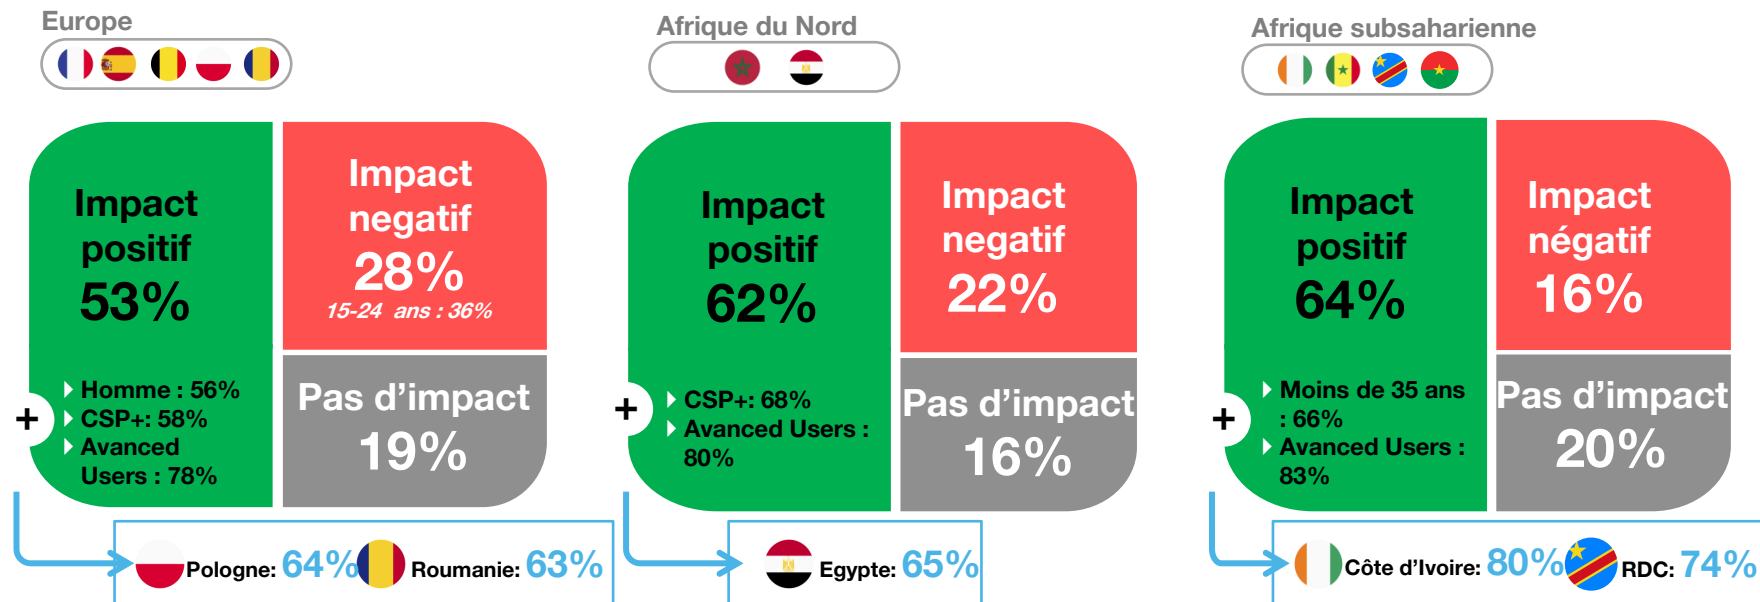 Europe
Impact
positif
53%
Homme : 56%
CSP+: 58%
Avanced
Users : 78%
+
Impact
negatif
28%
15-24 ans : 36%
Pas d’impact
19%
Pologne: 64%
Roumanie: 63%
Afrique du Nord
Impact
positif
62%
CSP+: 68%
Avanced Users :
80%
+
Impact
negatif
22%
Pas d’impact
16%
Egypte: 65%
Afrique subsaharienne
Impact
positif
64%
Moins de 35 ans
: 66%
Avanced Users :
83%
+
Impact
négatif
16%
Pas d’impact
20%
Côte d’Ivoire: 80%
RDC: 74%